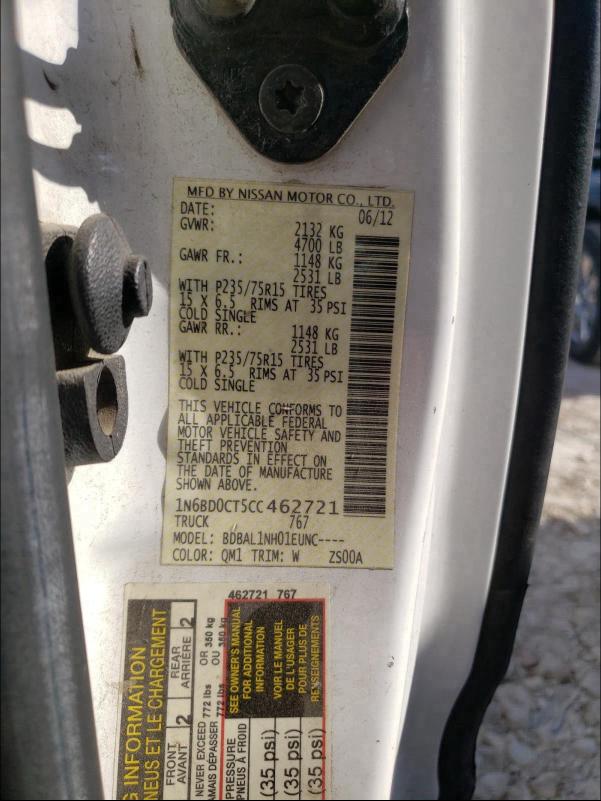 MFD BY NISSAN MOTOR CO., LTD.
DATE: 06/12
GVWR: 2132 KG
4700 LB
GAWR FR.: 1148 KG
2531 LB
WITH P235/75R15 TIRES
15 X 6.5 RIMS AT 35 PSI
COLD SINGLE
GAWR RR.: 1148 KG
2531 LB
WITH P235/75R15 TIRES
15 X 6.5 RIMS AT 35 PSI
COLD SINGLE
THIS VEHICLE CONFORMS TO
ALL APPLICABLE FEDERAL
MOTOR VEHICLE SAFETY AND
THEFT PREVENTION
STANDARDS IN EFFECT ON
THE DATE OF MANUFACTURE
SHOWN ABOVE.
1N6BD0CT5CC462721
TRUCK 767
MODEL: BDBAL1NH01EUNC----
COLOR: QM1 TRIM: W ZS00A
462721 767
INFORMATION
NEUS ET LE CHARGEMENT
FRONT
AVANT 2
REAR
ARRIÈRE 2
NEVER EXCEED 772 lbs OR 350 kg
JAMAIS DÉPASSER 772 lbs OU 350 kg
SEE OWNER'S MANUAL
FOR ADDITIONAL
INFORMATION
VOIR LE MANUEL
DE L'USAGER
POUR PLUS DE
RENSEIGNEMENTS
PRESSURE
PNEUS À FROID
(35 psi)
(35 psi)
(35 psi)